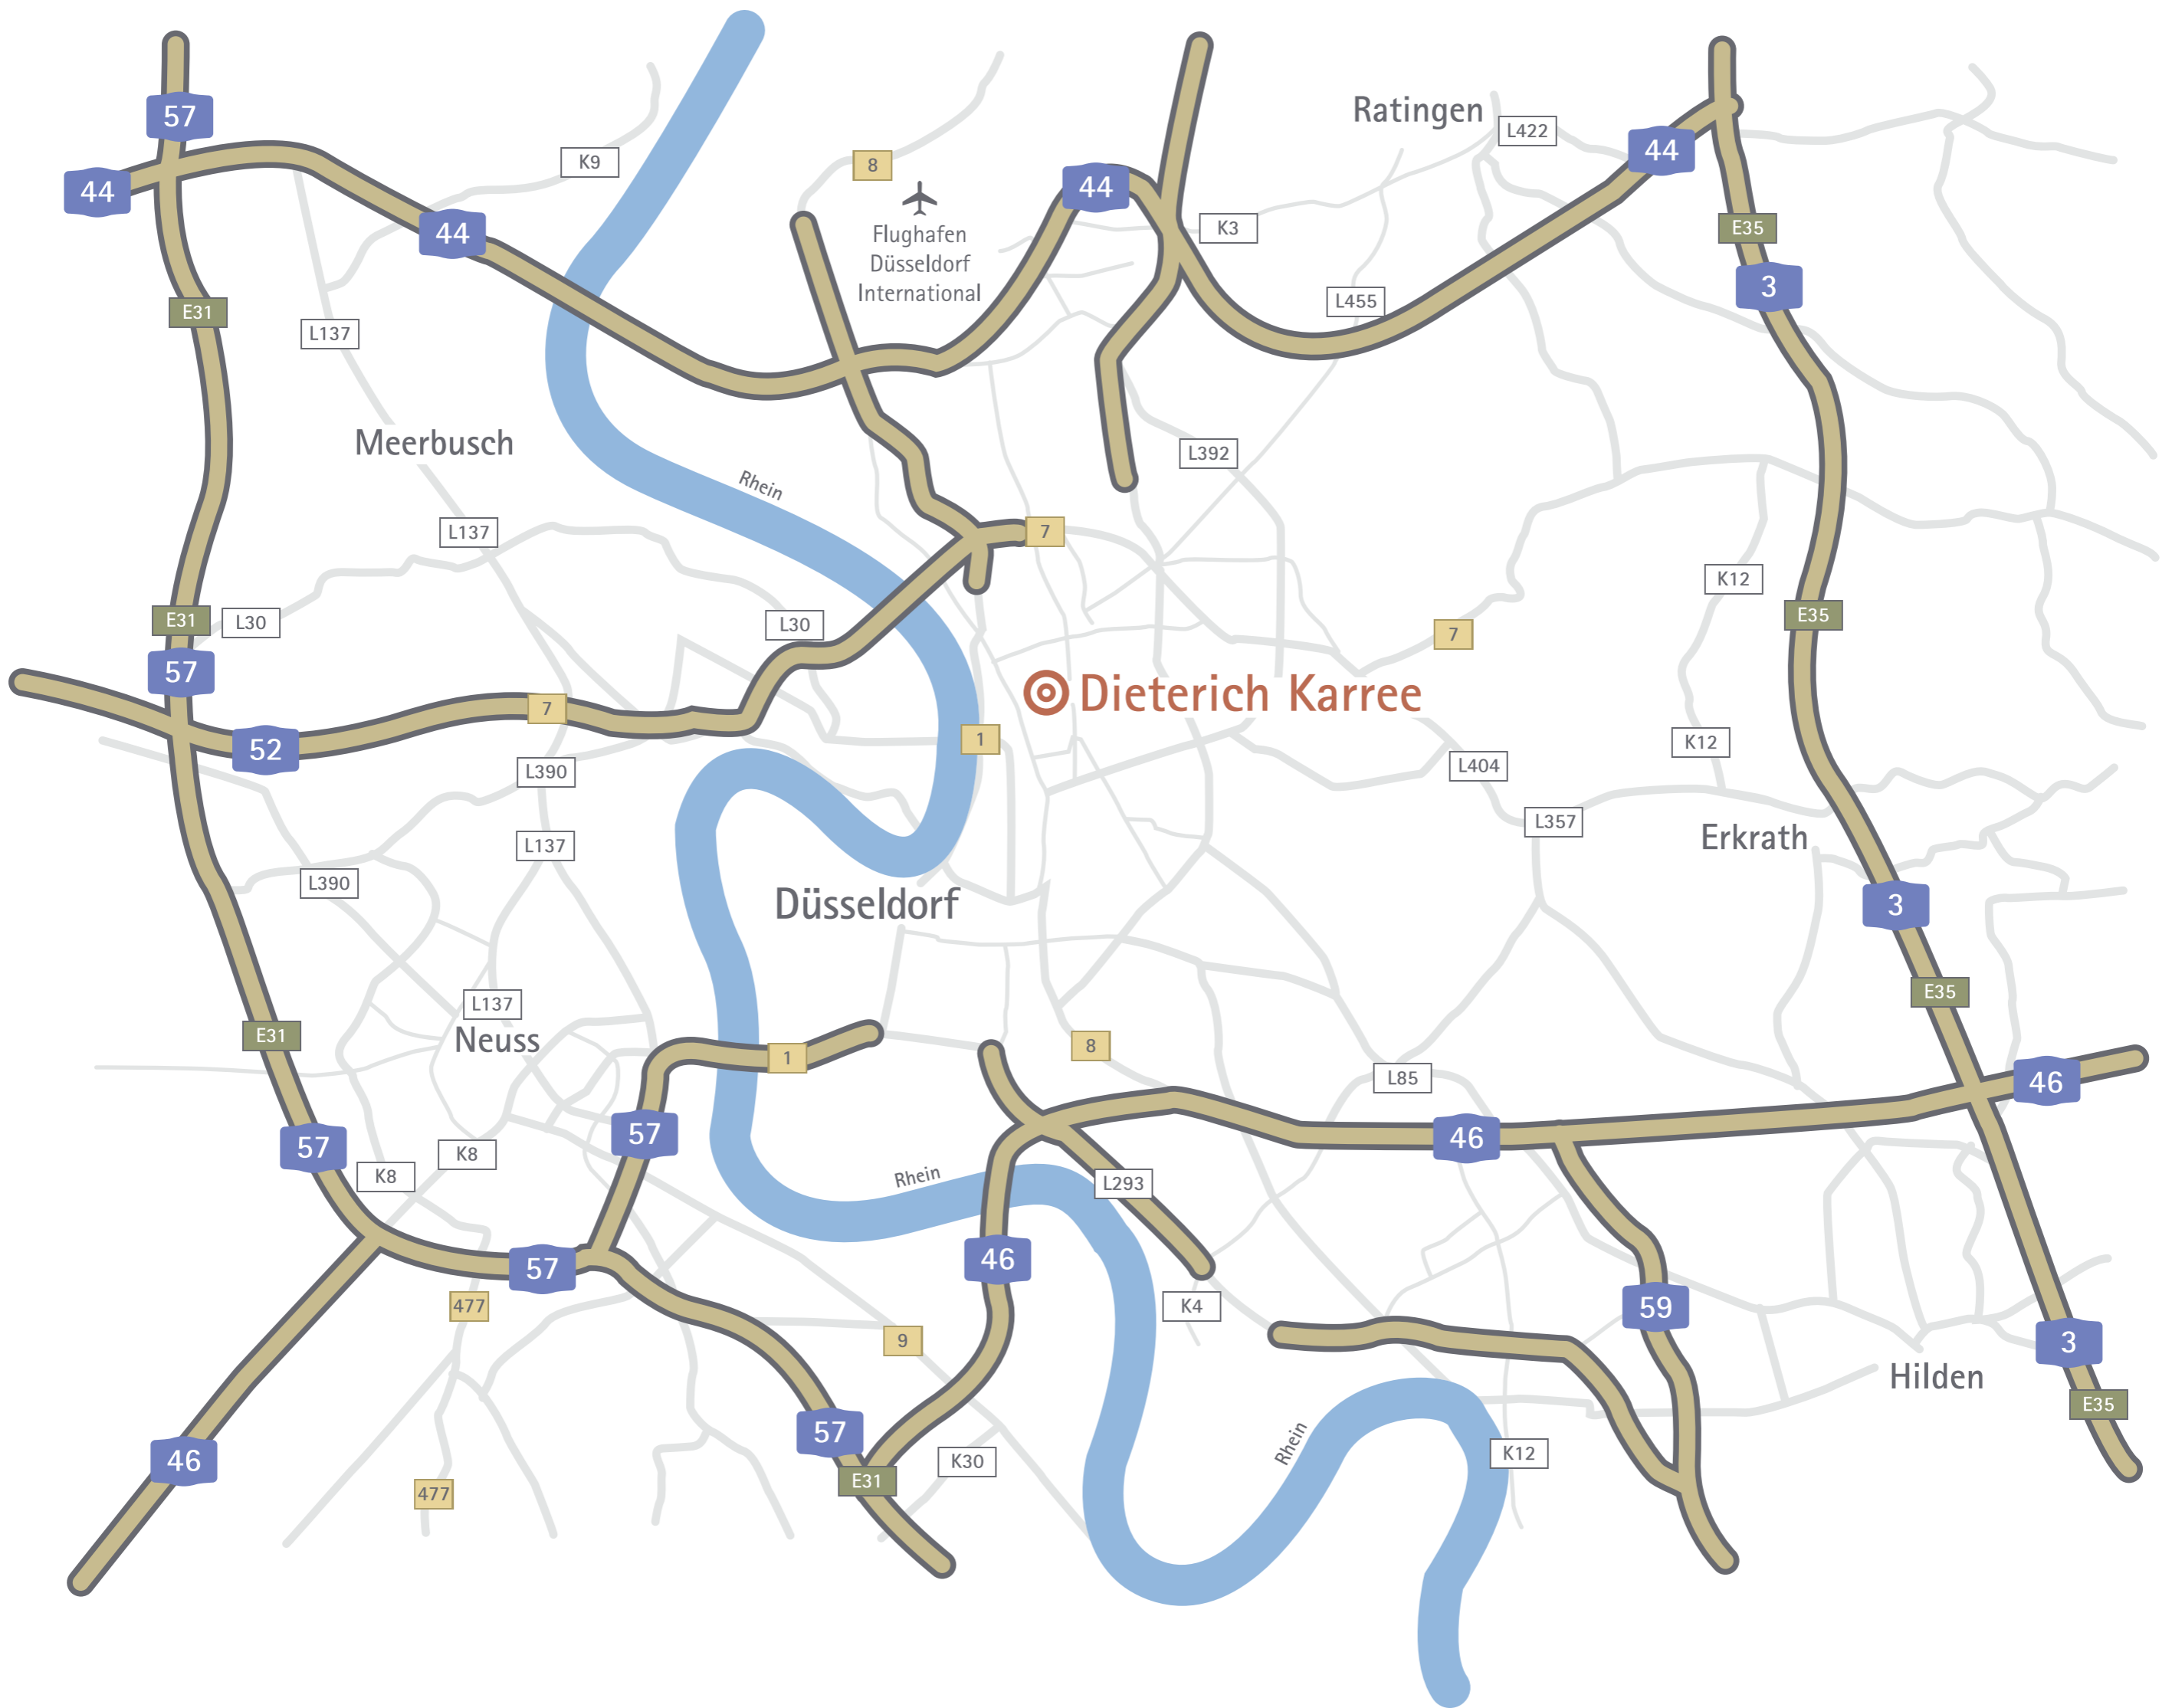 57
Ratingen
L422
44
K9
8
44
44
44
K3
E35
Flughafen
Düsseldorf
International
3
L455
E31
L137
Meerbusch
L392
Rhein
L137
7
K12
E35
E31
L30
L30
7
57
Dieterich Karree
7
1
K12
52
L404
L390
L357
Erkrath
L137
L390
Düsseldorf
3
E35
L137
E31
Neuss
8
1
L85
46
57
46
57
K8
K8
Rhein
L293
46
57
477
K4
59
9
3
Hilden
E35
57
Rhein
K12
46
K30
E31
477